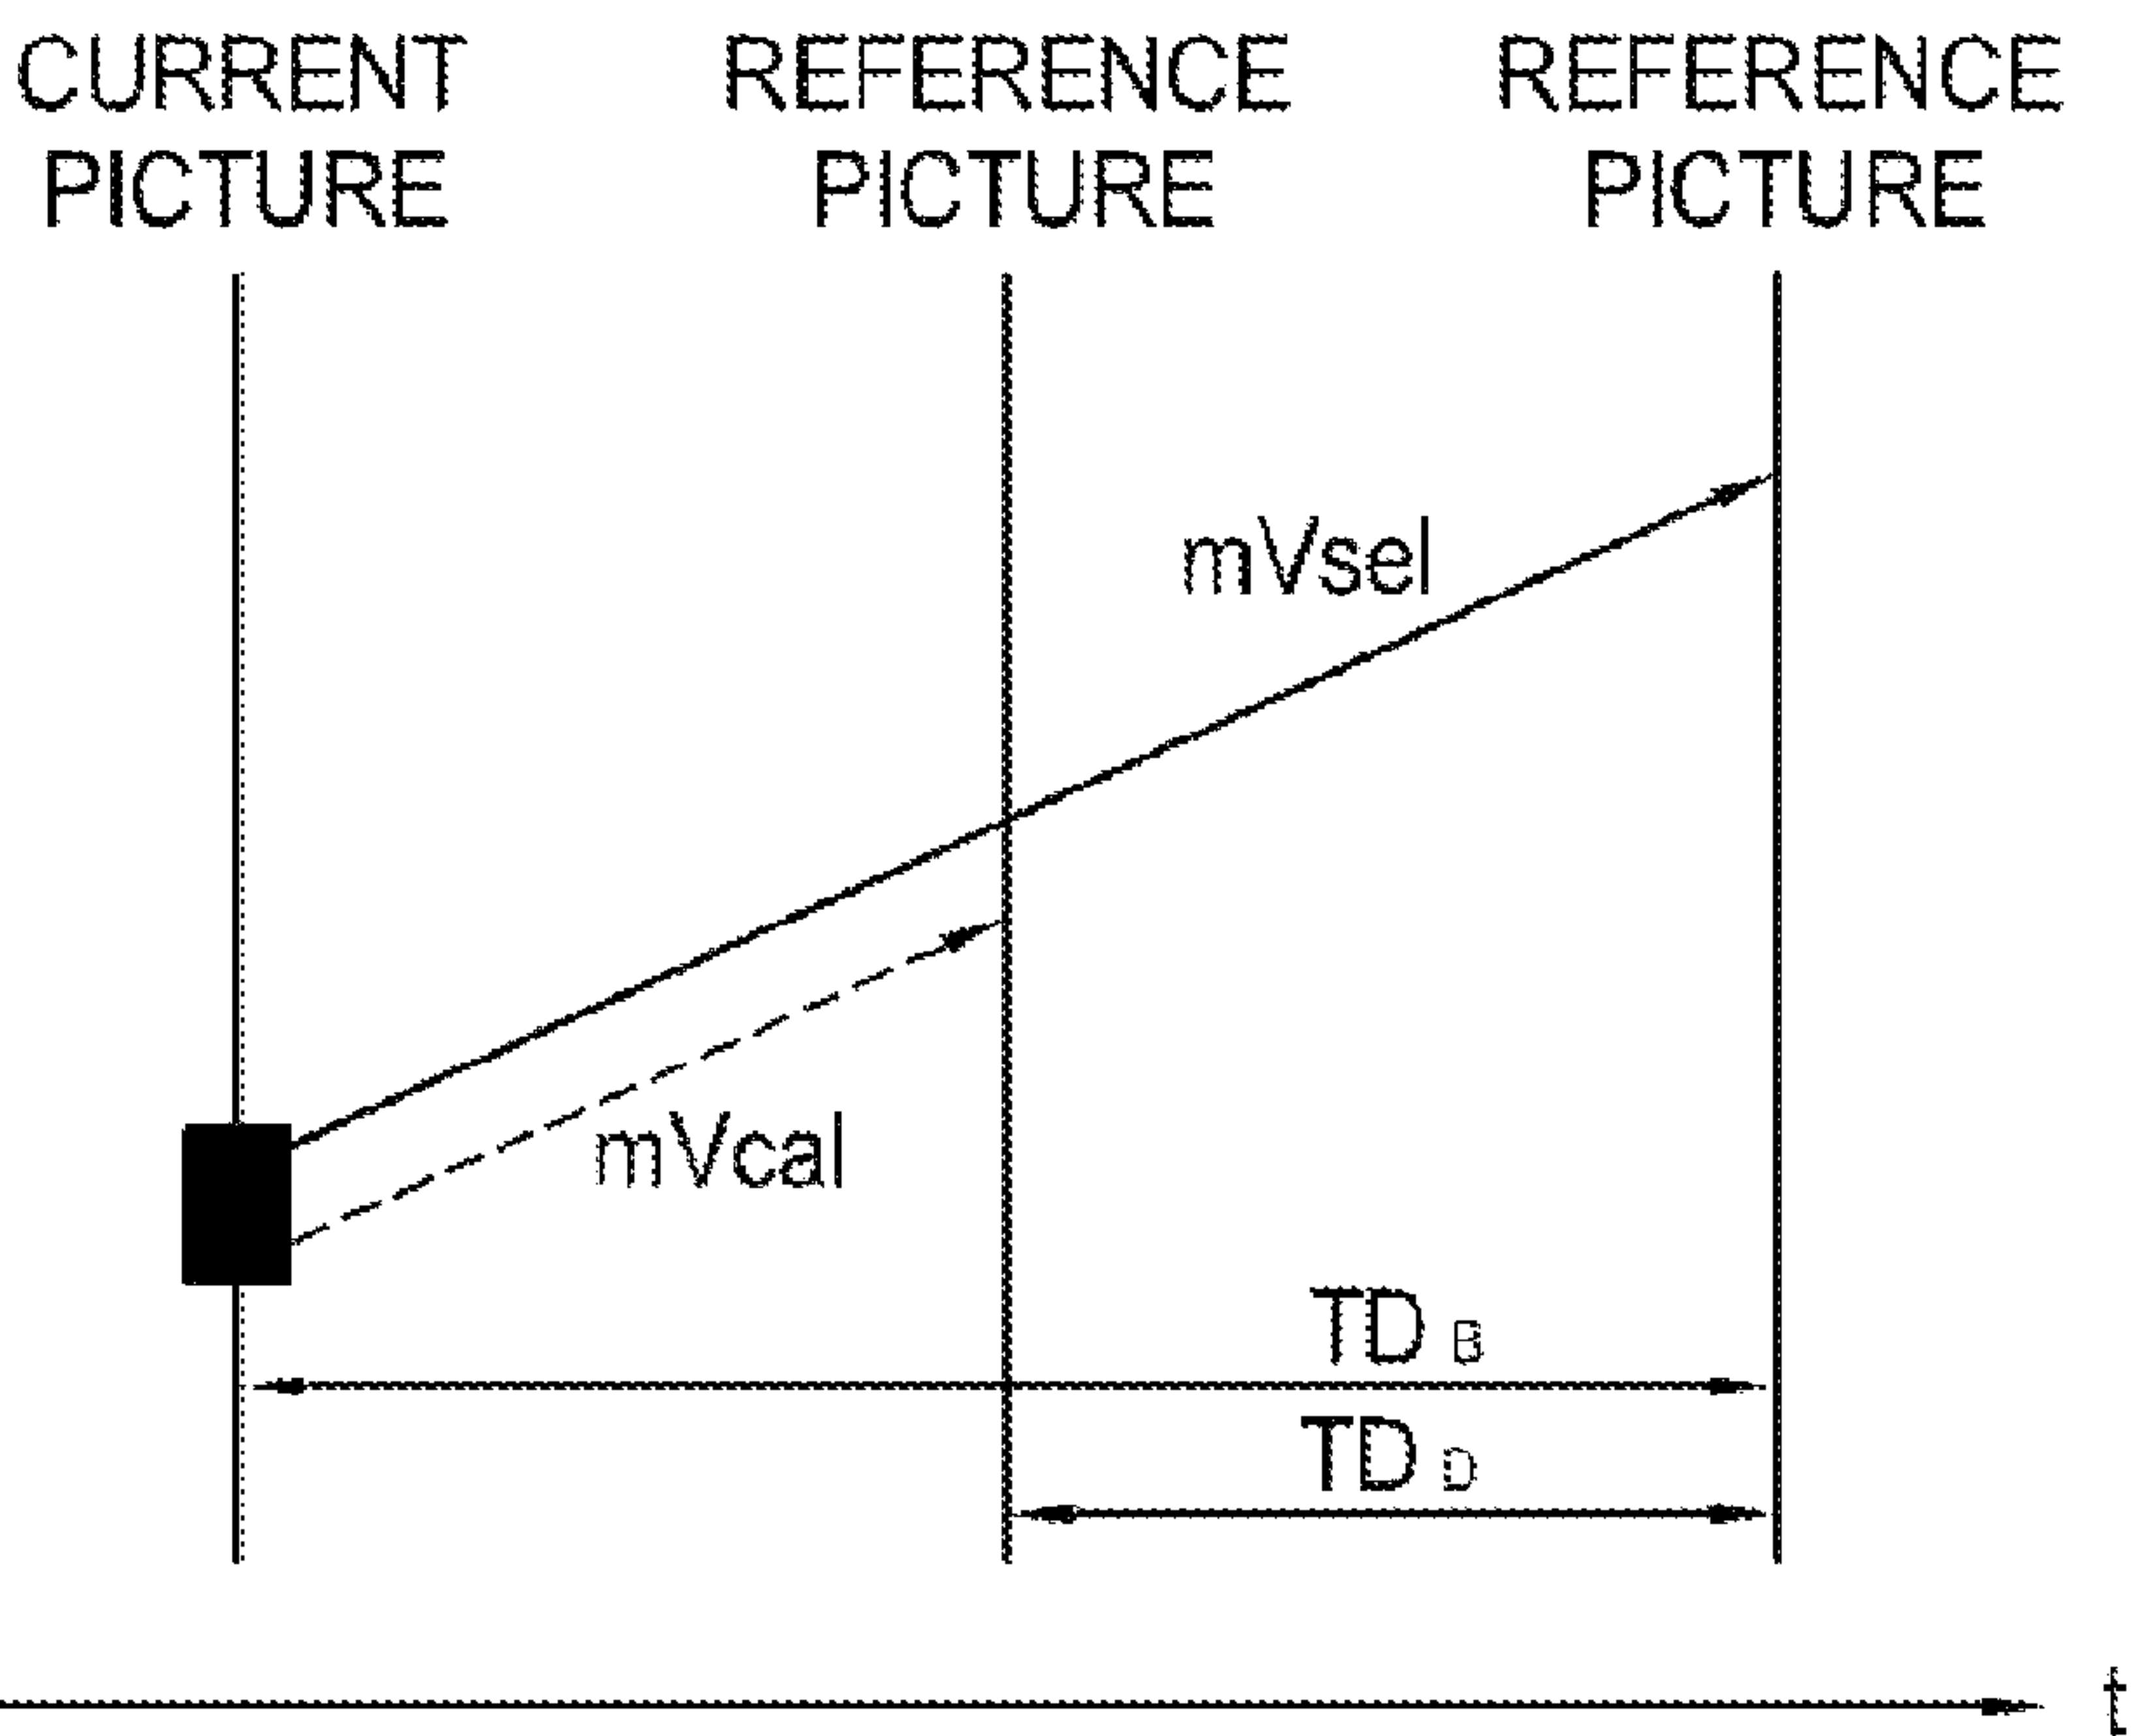 CURRENT PICTURE
REFERENCE PICTURE
REFERENCE PICTURE
mVsel
mVcal
TD B
TD D
t